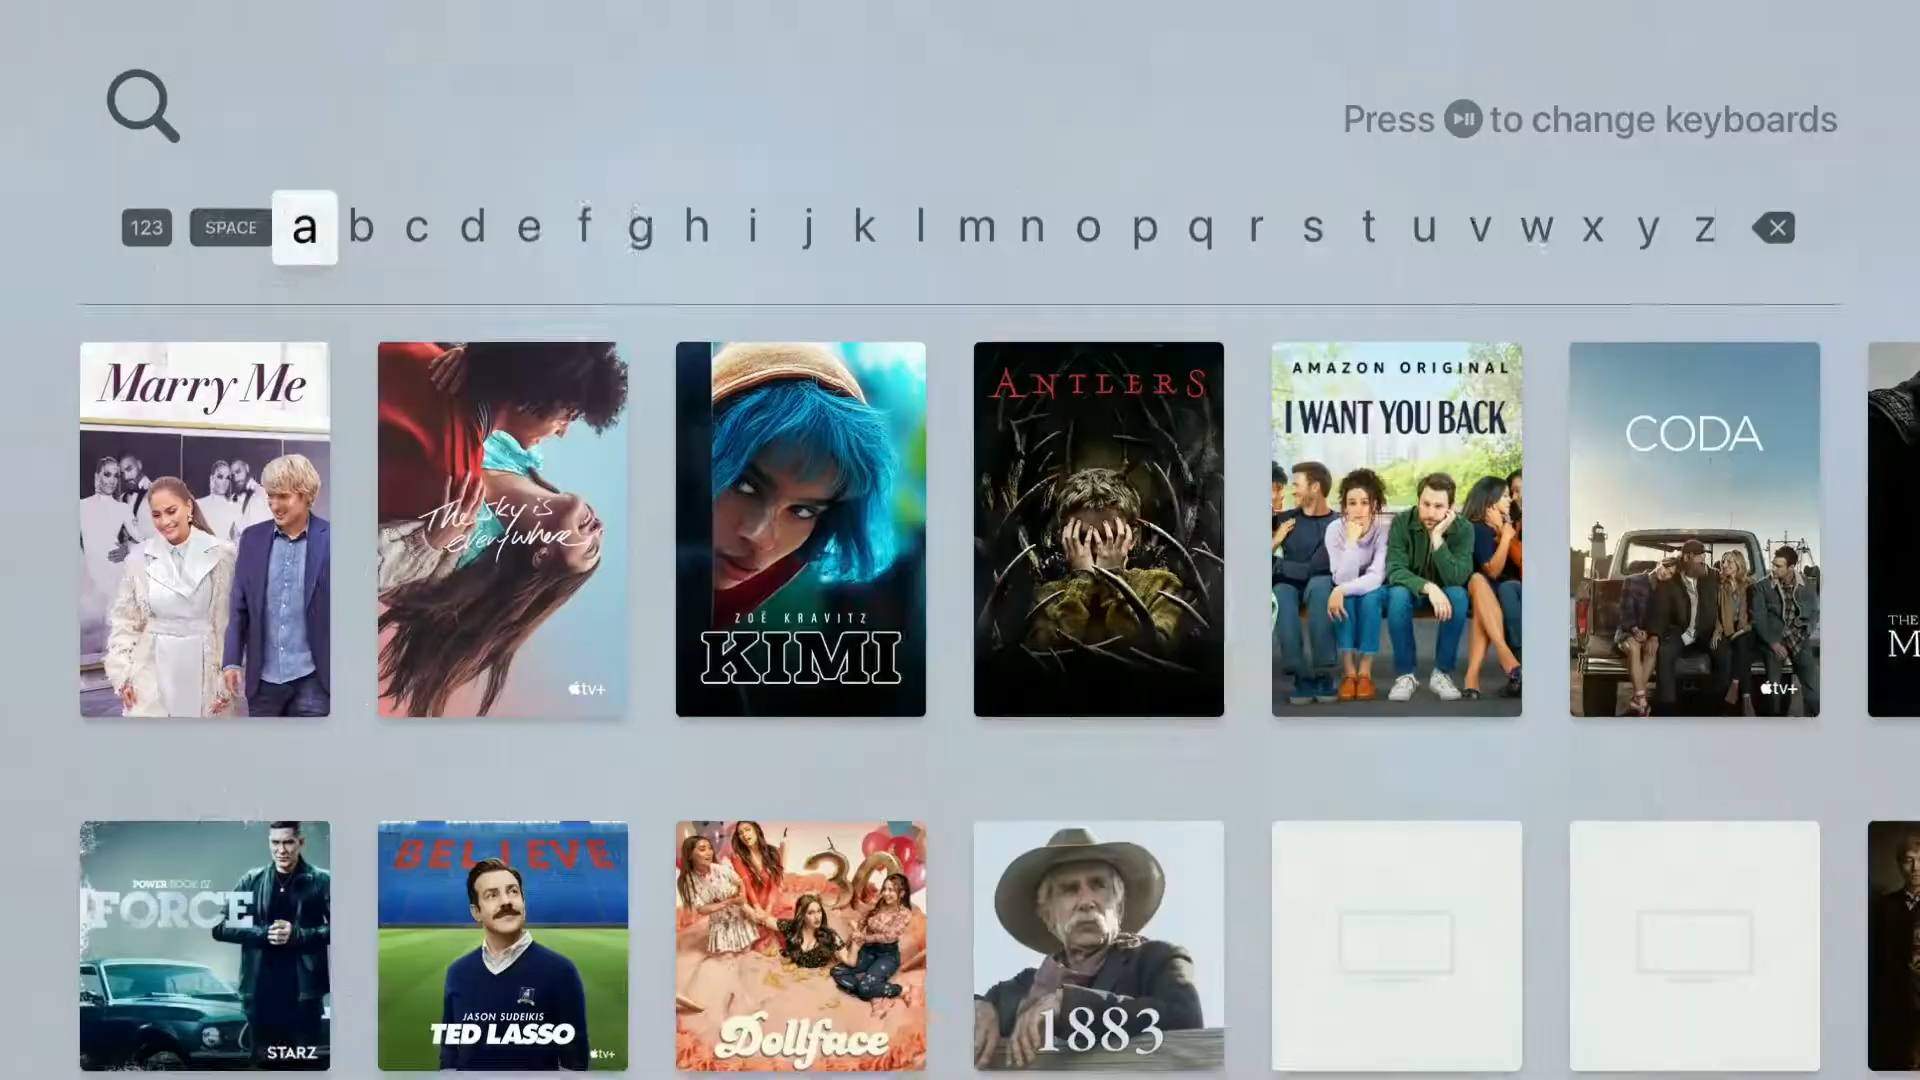 Press to change keyboards
123 SPACE a b c d e f g h i j k l m n o p q r s t u v w x y z
Marry Me
The sky is
everywhere
tv+
ZOË KRAVITZ
KIMI
ANTLERS
AMAZON ORIGINAL
I WANT YOU BACK
CODA
tv+
THE
M
POWER BOOK IV
FORCE
STARZ
BELIEVE
JASON SUDEIKIS
TED LASSO
tv+
30
Dollface
1883